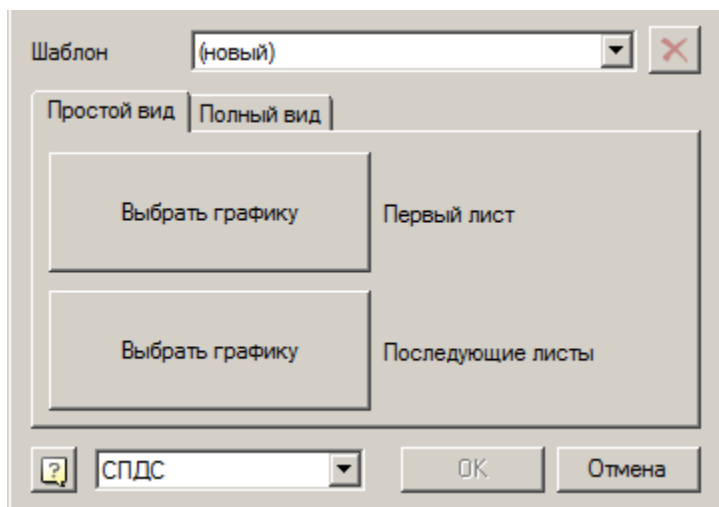 Шаблон (новый)
Простой вид Полный вид
Выбрать графику Первый лист
Выбрать графику Последующие листы
? СПДС OK Отмена